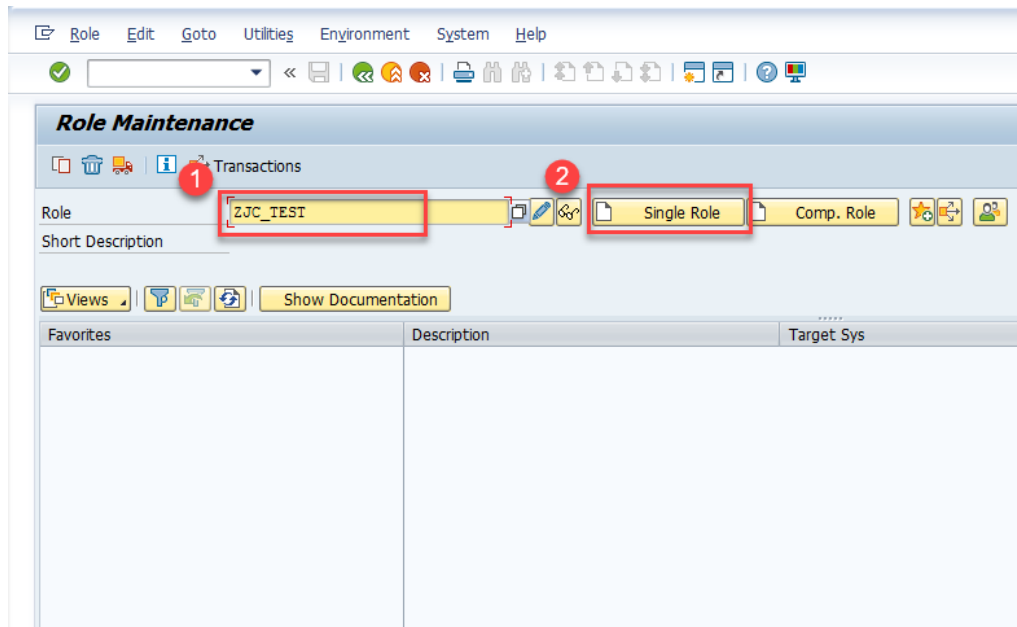 Role Edit Goto Utilities Environment System Help
Role Maintenance
Transactions
1
2
Role ZJC_TEST Single Role Comp. Role
Short Description
Views Show Documentation
Favorites Description Target Sys